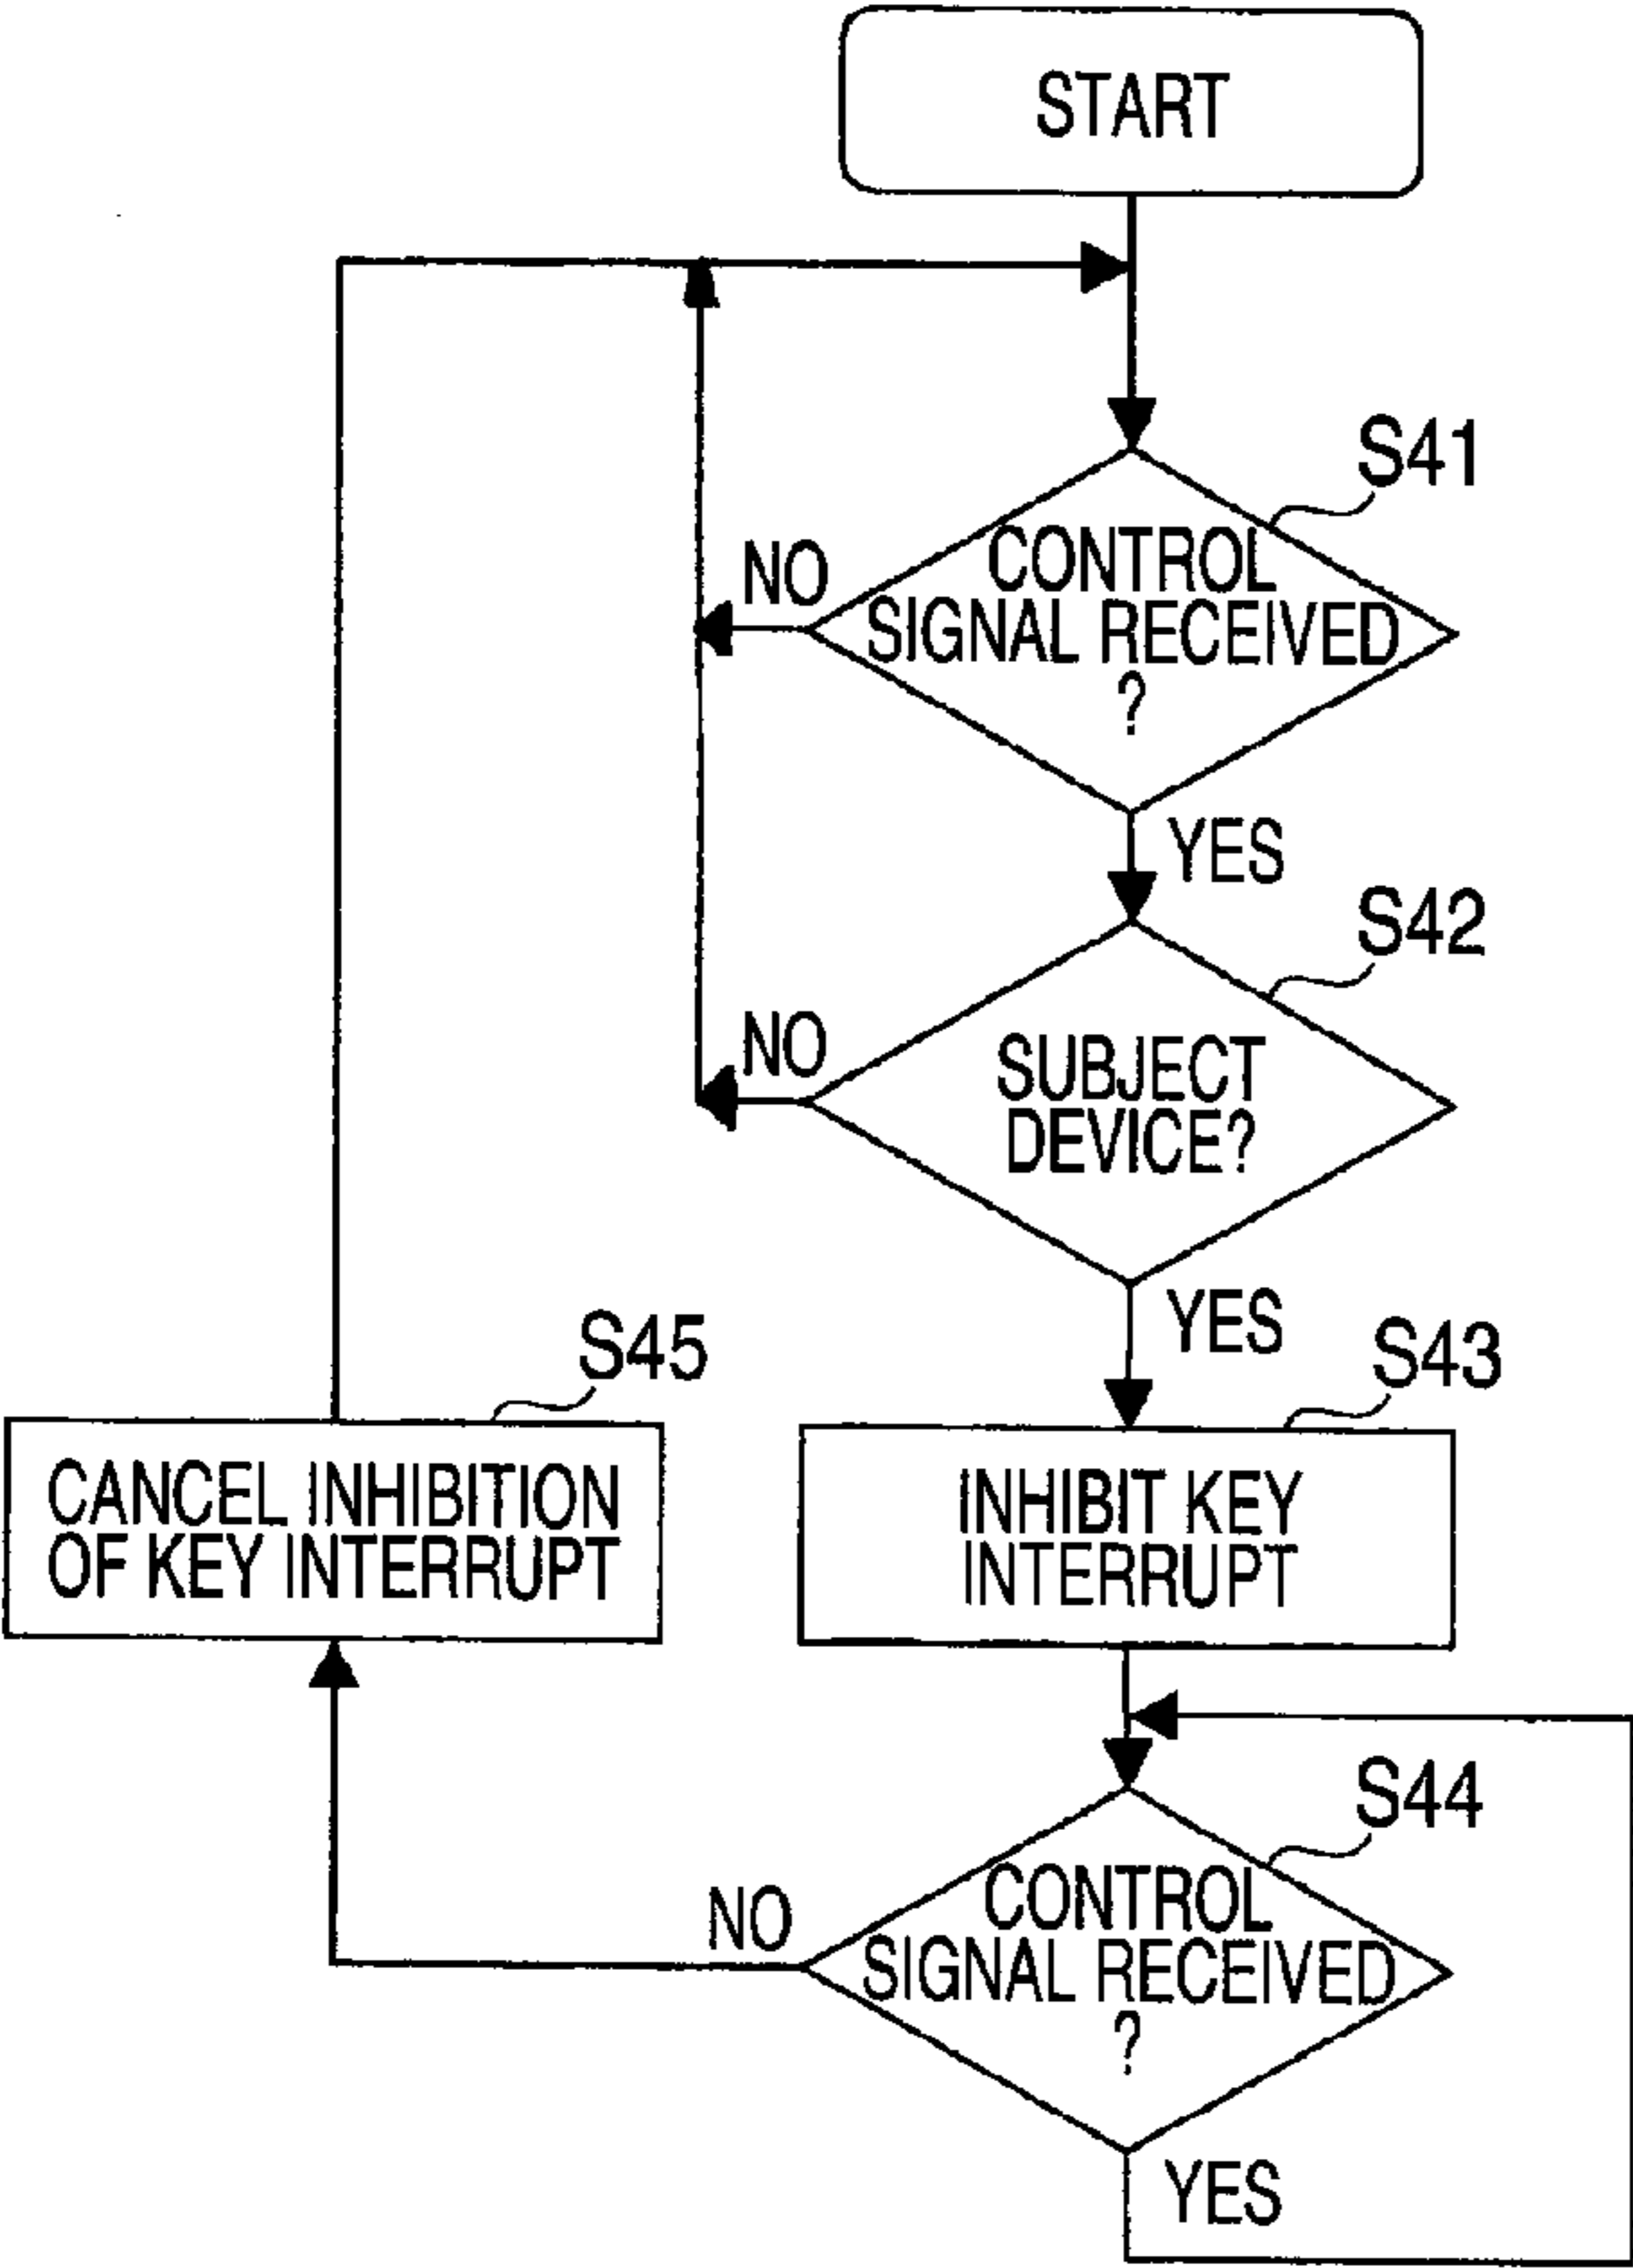 START
S41
CONTROL
SIGNAL RECEIVED
?
NO
YES
S42
SUBJECT
DEVICE?
NO
YES
S43
INHIBIT KEY
INTERRUPT
S45
CANCEL INHIBITION
OF KEY INTERRUPT
S44
CONTROL
SIGNAL RECEIVED
?
NO
YES